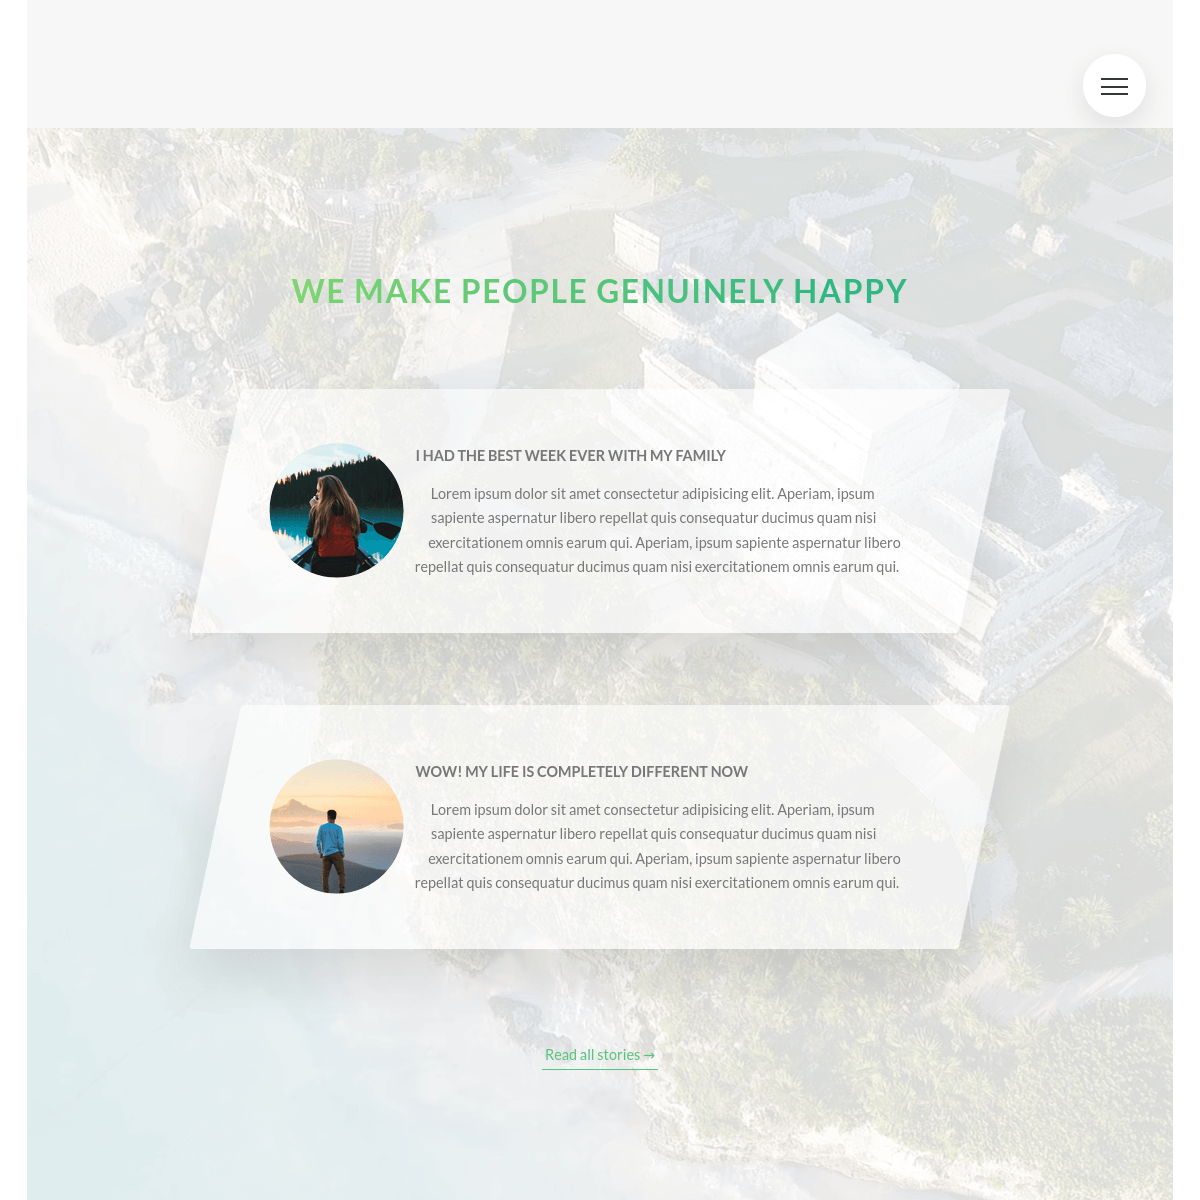 WE MAKE PEOPLE GENUINELY HAPPY
I HAD THE BEST WEEK EVER WITH MY FAMILY
Lorem ipsum dolor sit amet consectetur adipisicing elit. Aperiam, ipsum
sapiente aspernatur libero repellat quis consequatur ducimus quam nisi
exercitationem omnis earum qui. Aperiam, ipsum sapiente aspernatur libero
repellat quis consequatur ducimus quam nisi exercitationem omnis earum qui.
WOW! MY LIFE IS COMPLETELY DIFFERENT NOW
Lorem ipsum dolor sit amet consectetur adipisicing elit. Aperiam, ipsum
sapiente aspernatur libero repellat quis consequatur ducimus quam nisi
exercitationem omnis earum qui. Aperiam, ipsum sapiente aspernatur libero
repellat quis consequatur ducimus quam nisi exercitationem omnis earum qui.
Read all stories →